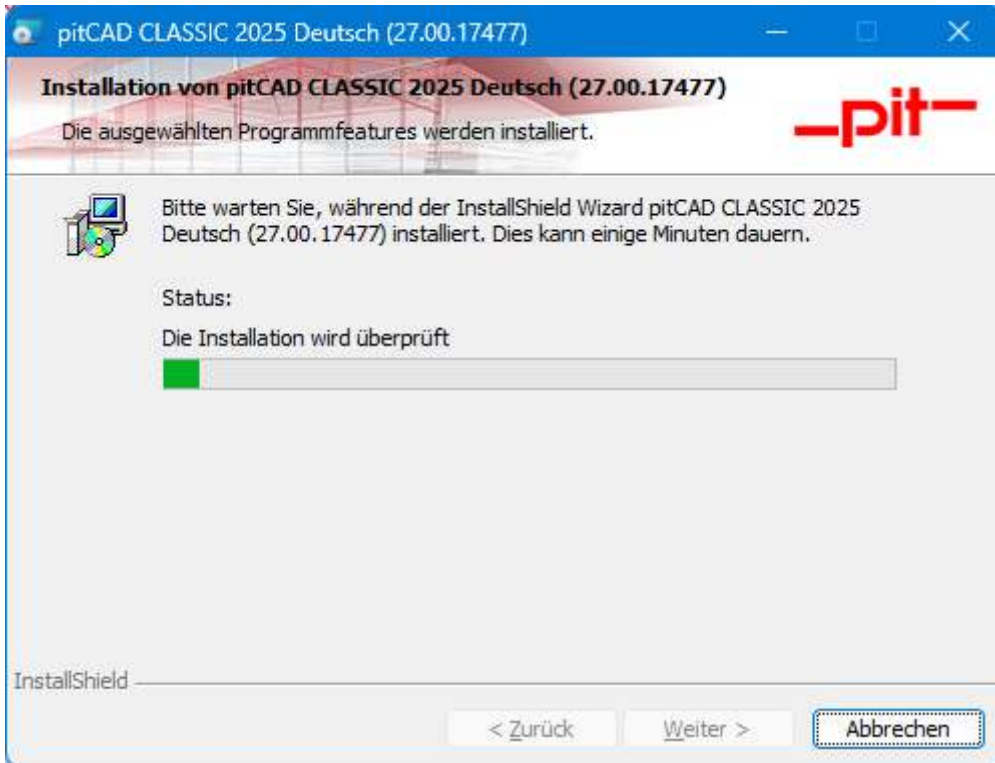 pitCAD CLASSIC 2025 Deutsch (27.00.17477)
Installation von pitCAD CLASSIC 2025 Deutsch (27.00.17477)
Die ausgewählten Programmfeatures werden installiert.
pit
Bitte warten Sie, während der InstallShield Wizard pitCAD CLASSIC 2025
Deutsch (27.00.17477) installiert. Dies kann einige Minuten dauern.
Status:
Die Installation wird überprüft
InstallShield
< Zurück
Weiter >
Abbrechen